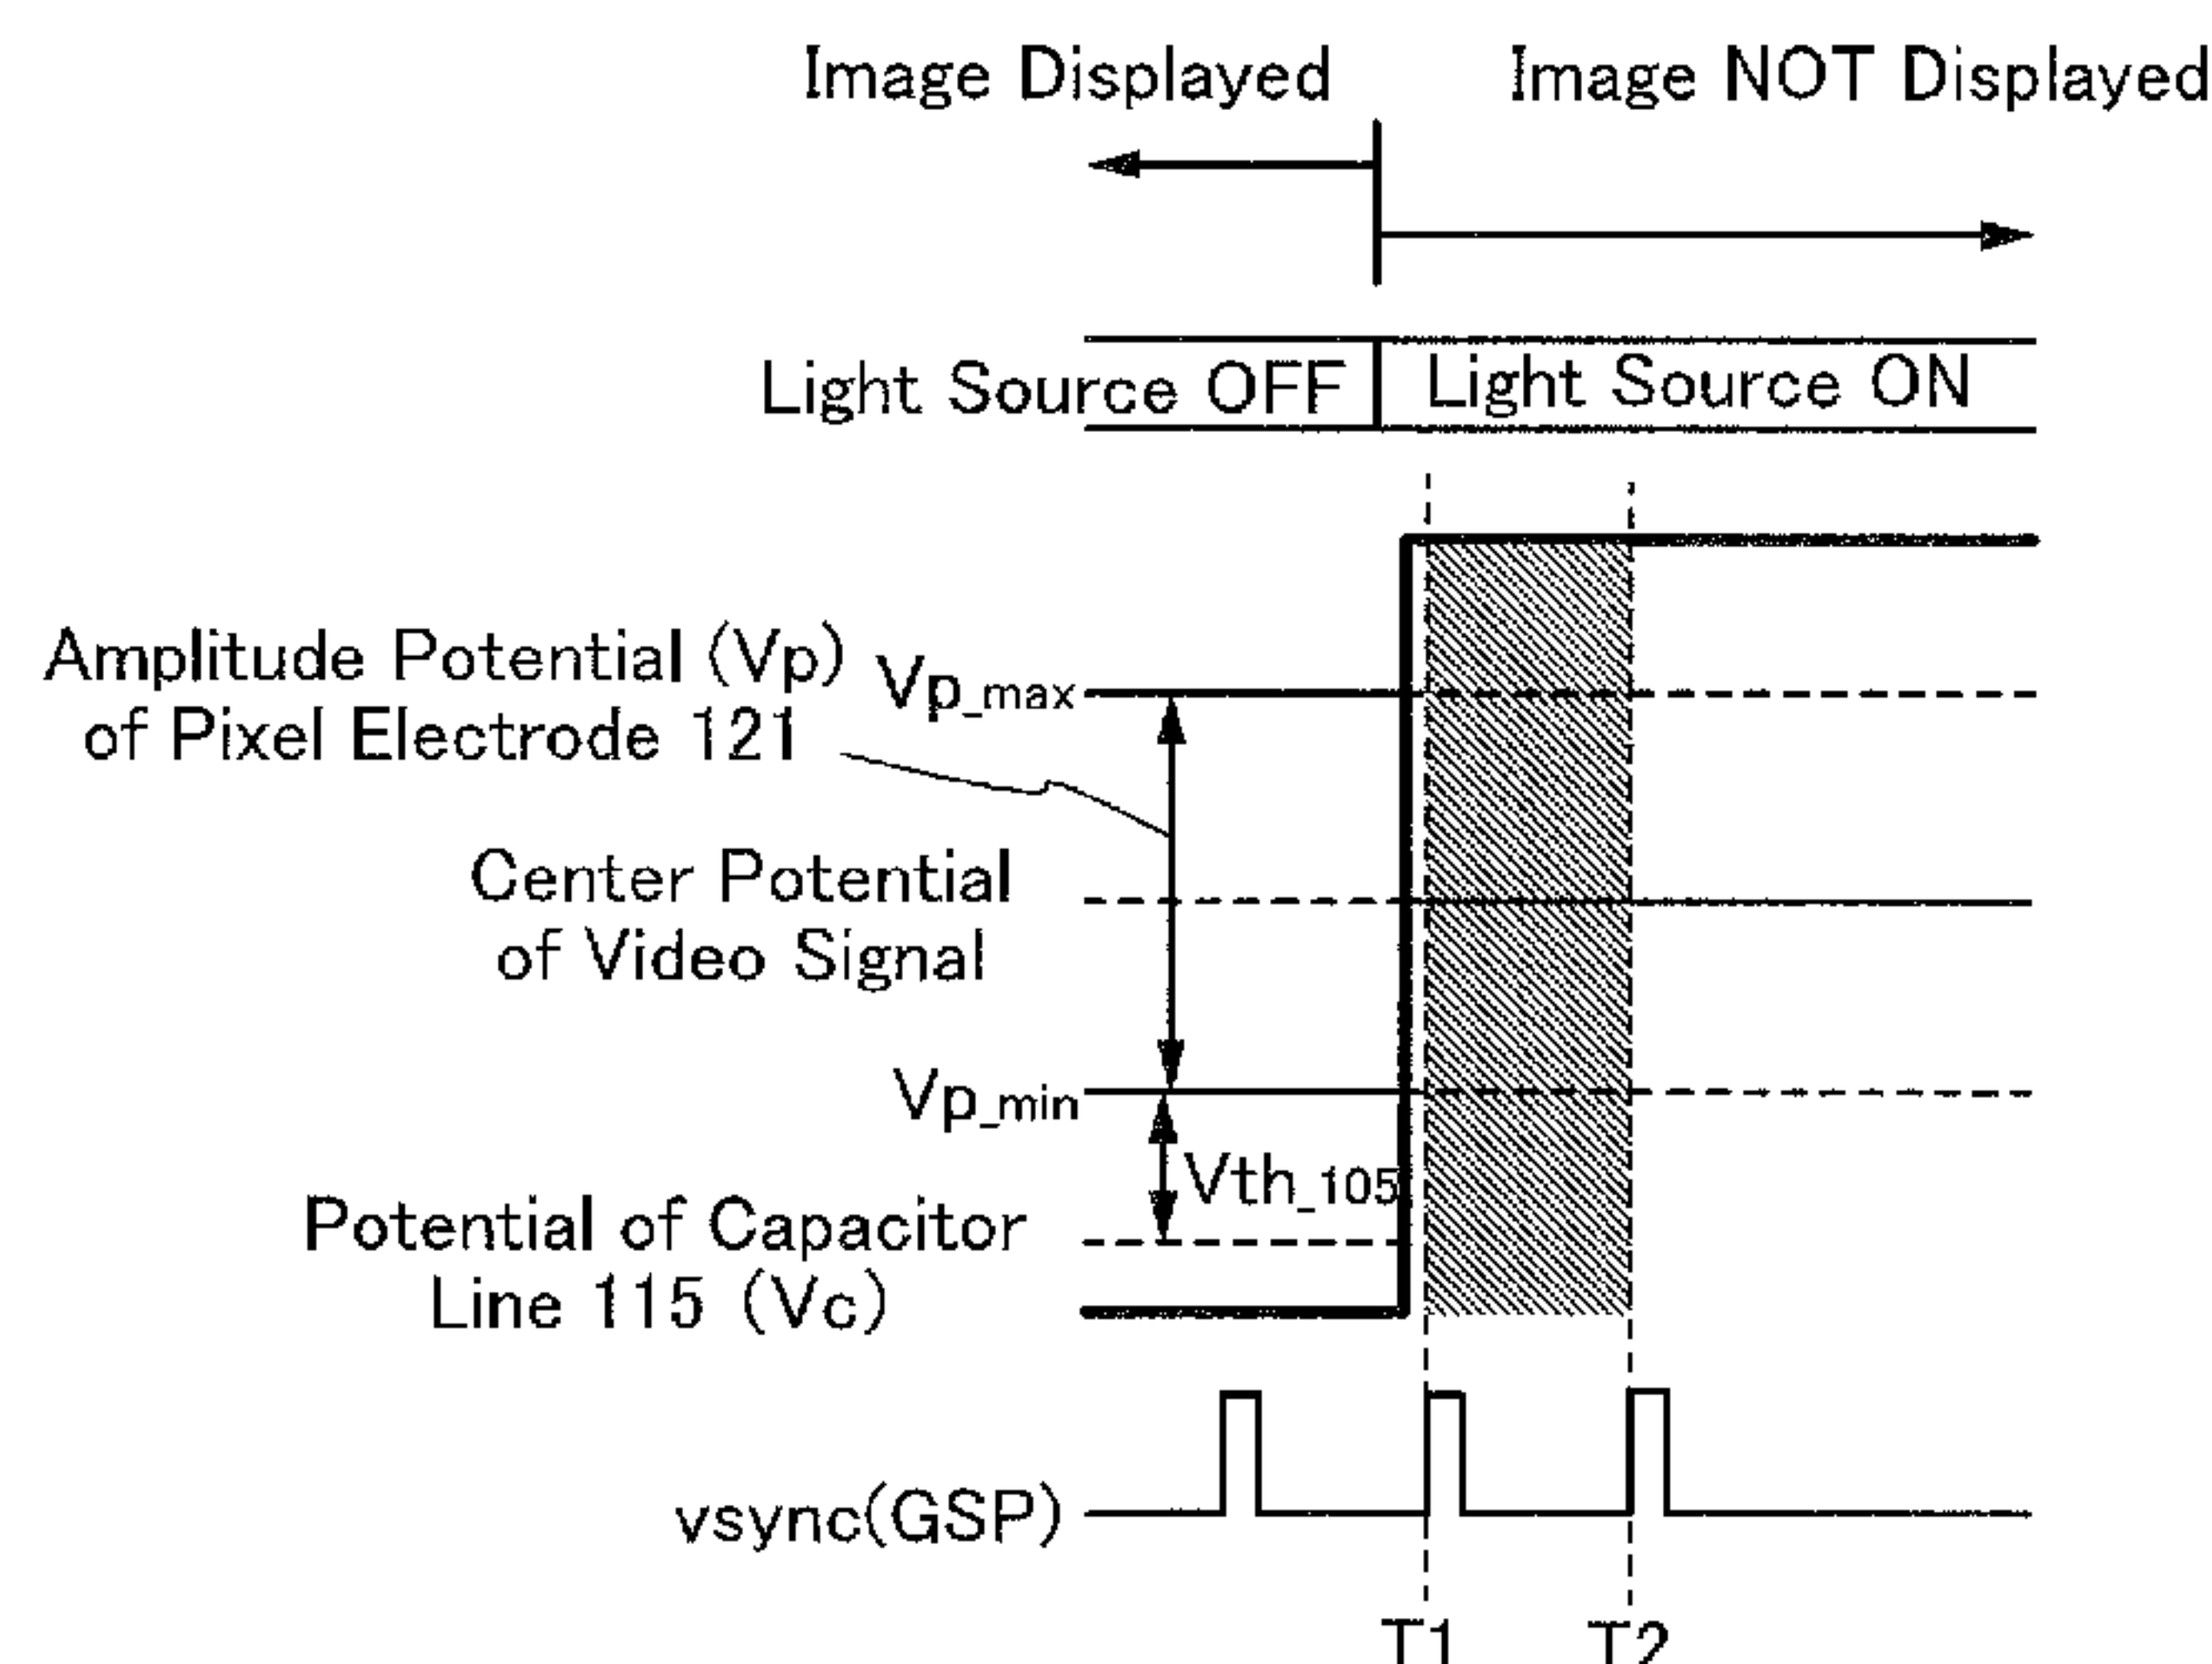 Image Displayed
Image NOT Displayed
Light Source OFF
Light Source ON
Amplitude Potential (Vp)
of Pixel Electrode 121
Vp_max
Center Potential
of Video Signal
Vp_min
Vth_105
Potential of Capacitor
Line 115 (Vc)
vsync(GSP)
T1
T2